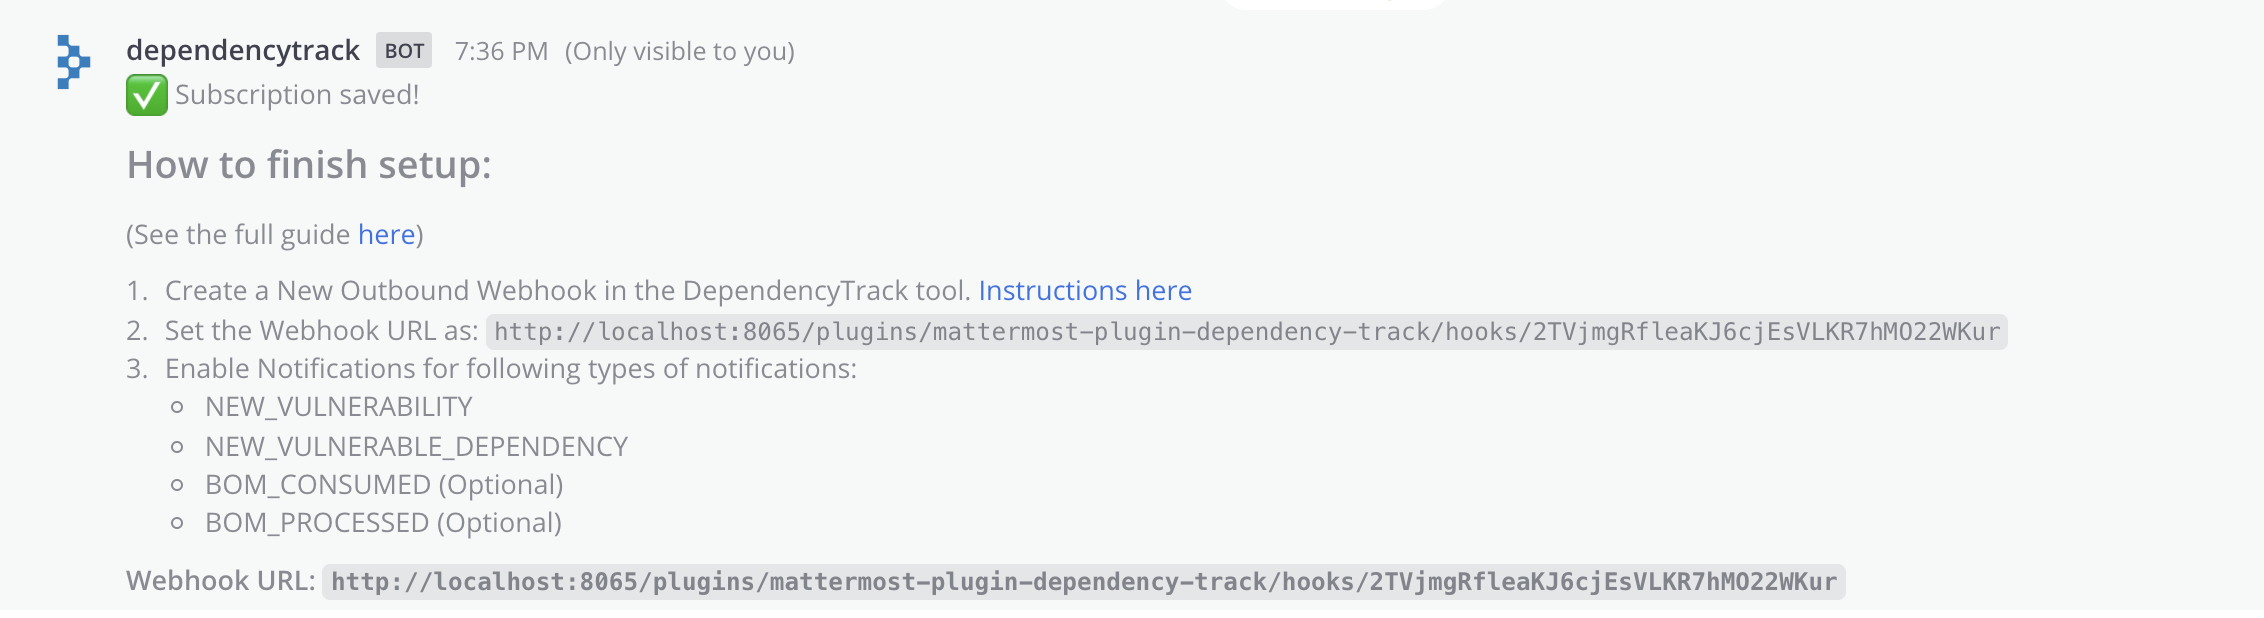 dependencytrack BOT 7:36 PM (Only visible to you)
✅ Subscription saved!
How to finish setup:
(See the full guide here)
1. Create a New Outbound Webhook in the DependencyTrack tool. Instructions here
2. Set the Webhook URL as: http://localhost:8065/plugins/mattermost-plugin-dependency-track/hooks/2TVjmgRfleaKJ6cjEsVLKR7hMO22WKur
3. Enable Notifications for following types of notifications:
○ NEW_VULNERABILITY
○ NEW_VULNERABLE_DEPENDENCY
○ BOM_CONSUMED (Optional)
○ BOM_PROCESSED (Optional)
Webhook URL: http://localhost:8065/plugins/mattermost-plugin-dependency-track/hooks/2TVjmgRfleaKJ6cjEsVLKR7hMO22WKur